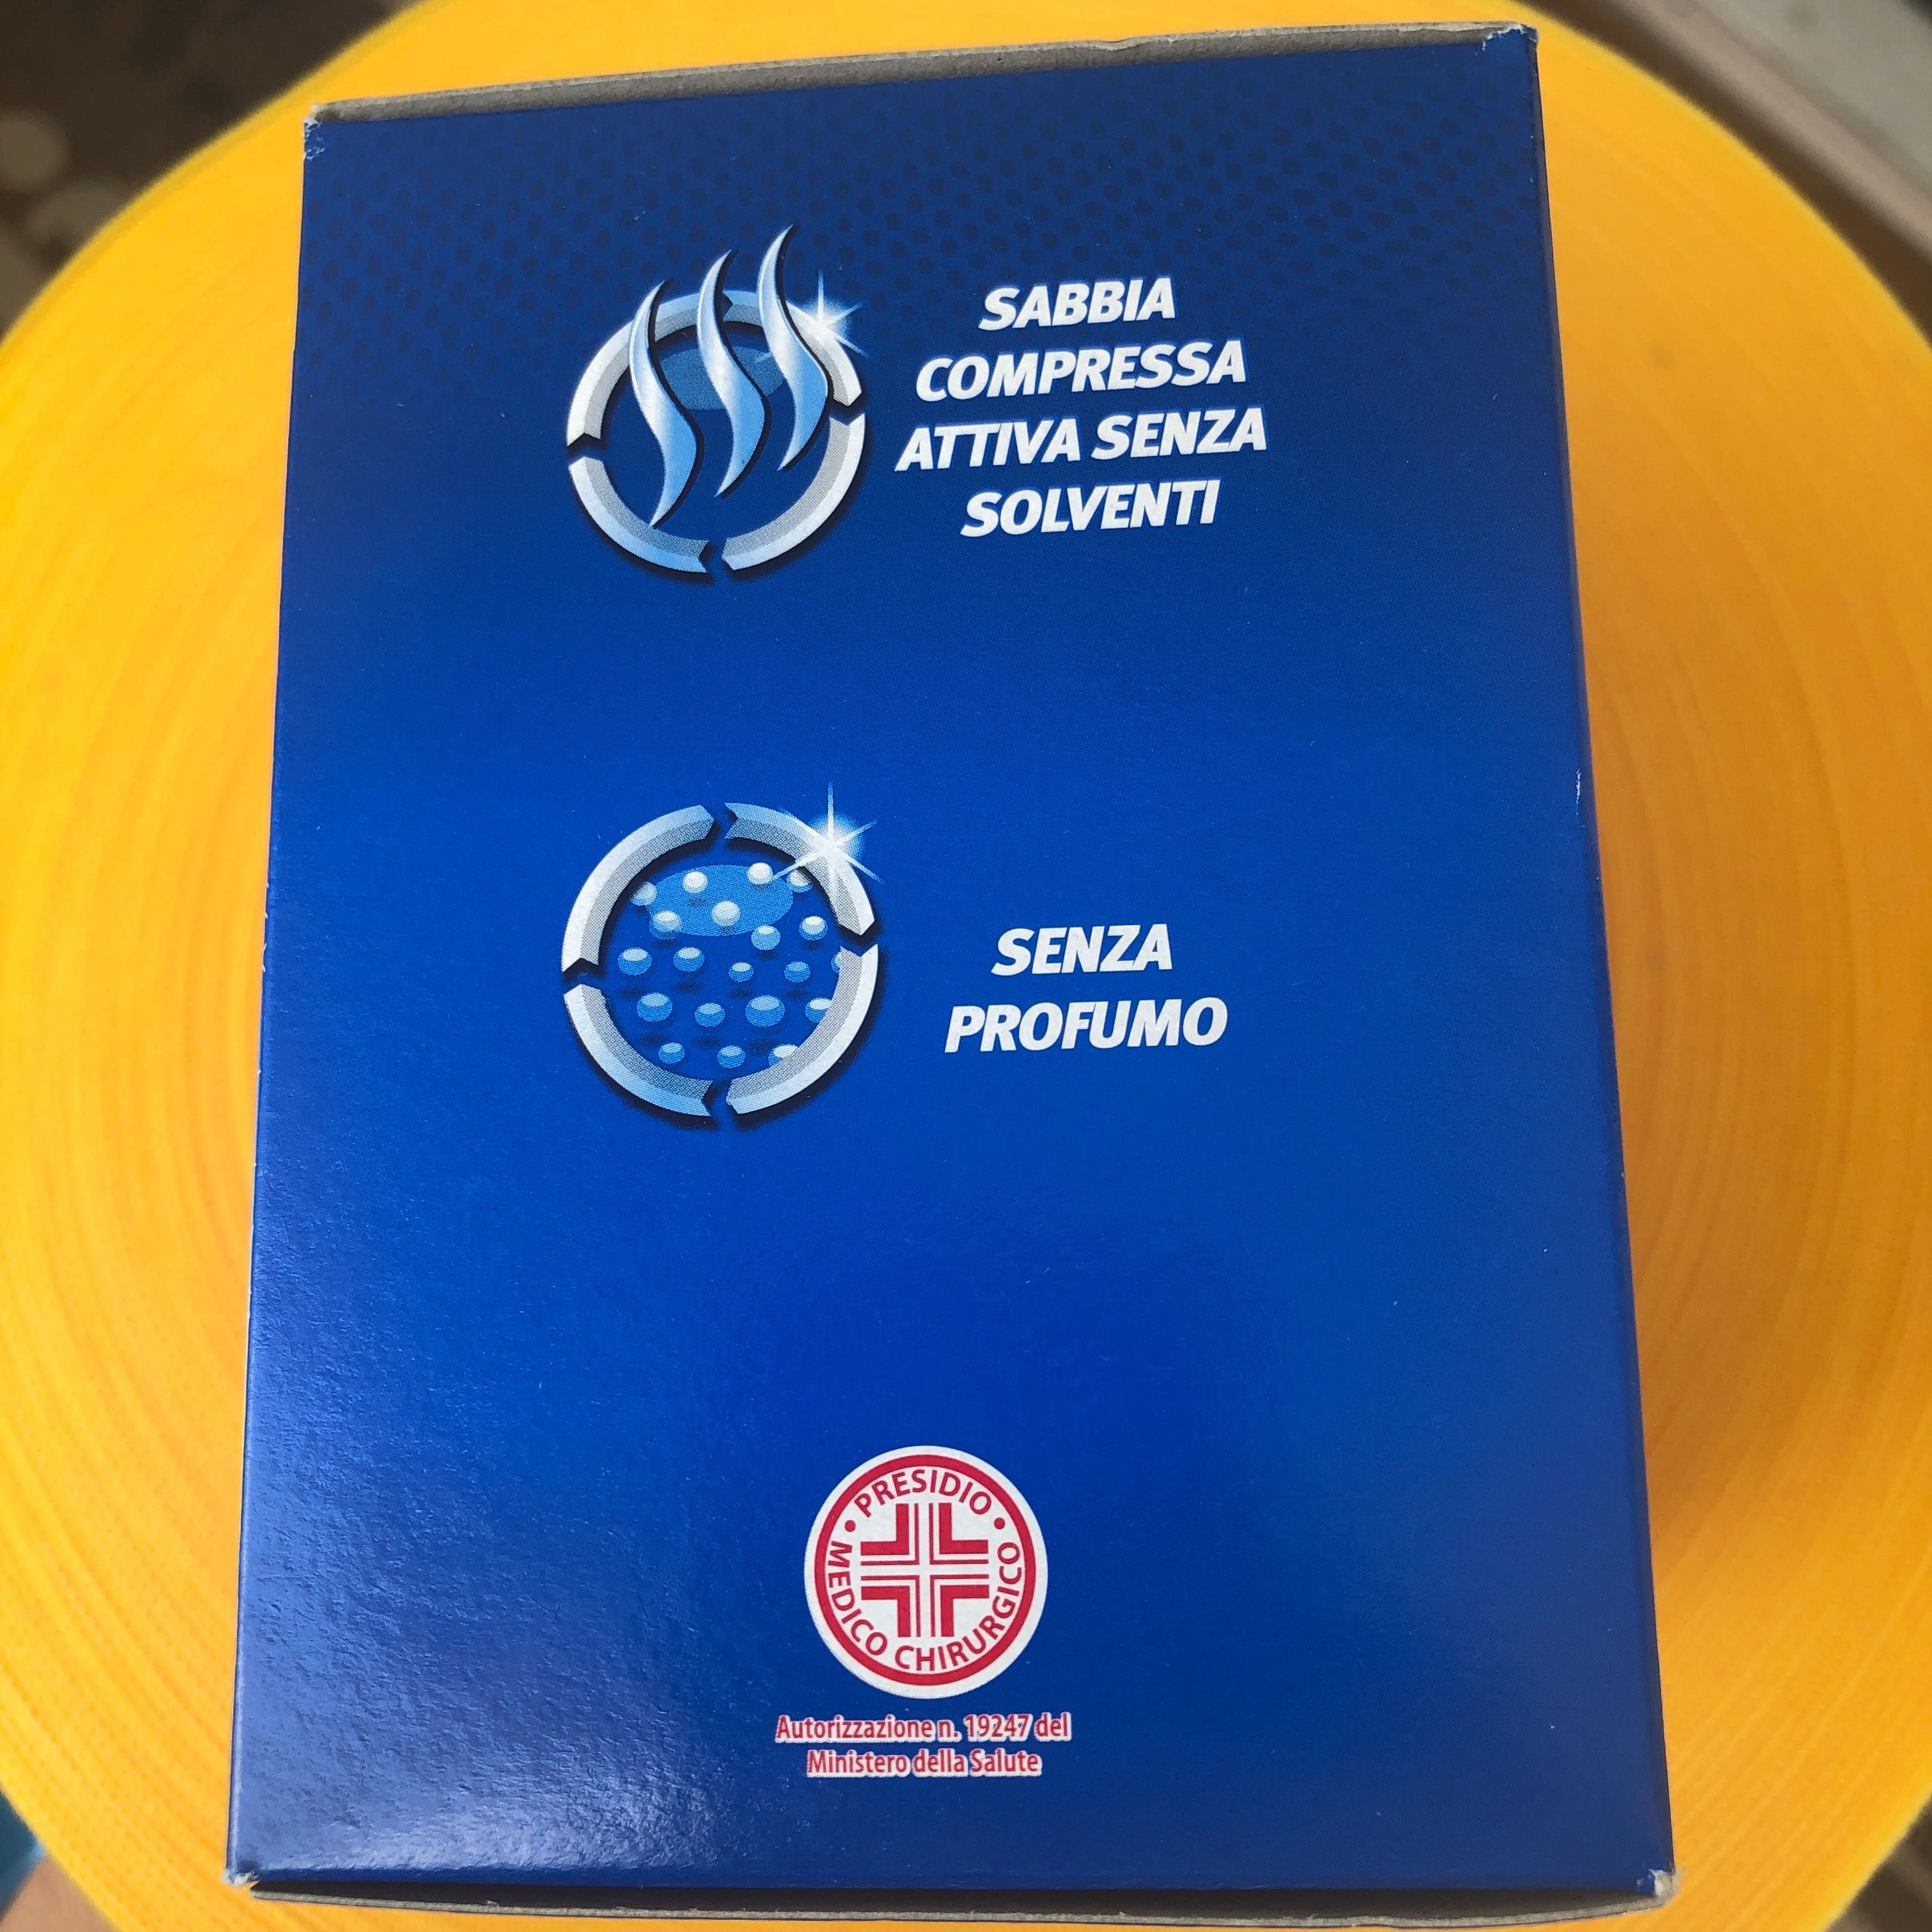 SABBIA
COMPRESSA
ATTIVA SENZA
SOLVENTI
SENZA
PROFUMO
• PRESIDIO •
MEDICO CHIRURGICO
Autorizzazione n. 19247 del
Ministero della Salute